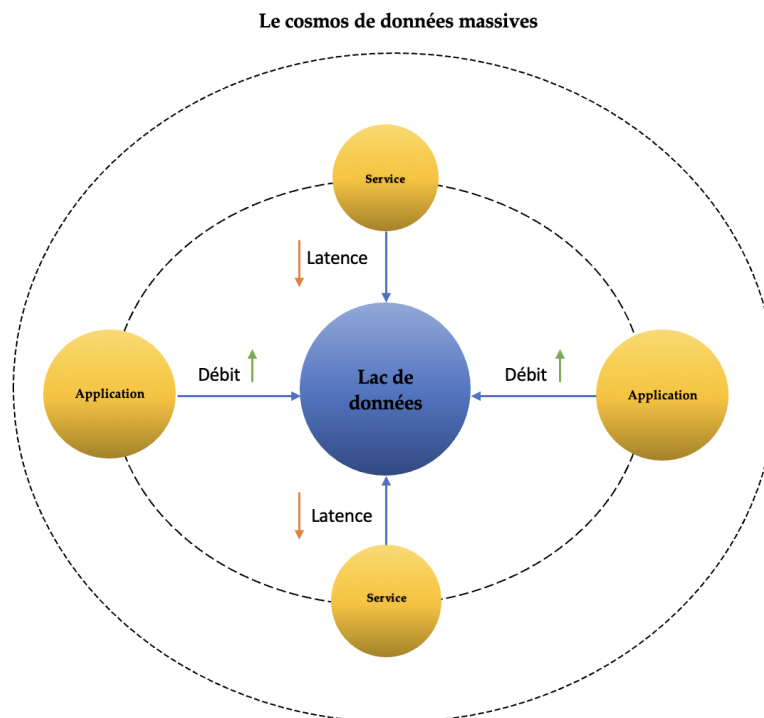 Le cosmos de données massives
Service
Latence
Débit
Débit
Application
Lac de
données
Application
Latence
Service